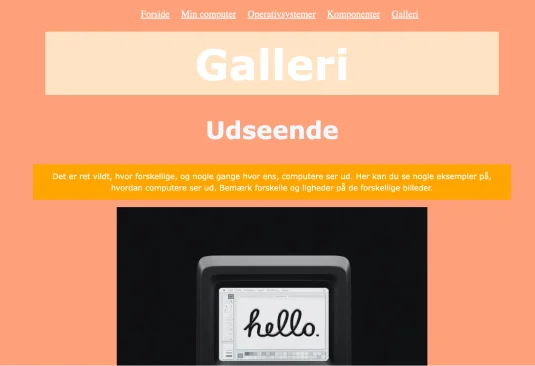 Forside Min computer Operativsystemer Komponenter Galleri
Galleri
Udseende
Det er ret vildt, hvor forskellige, og nogle gange hvor ens, computere ser ud. Her kan du se nogle eksempler på,
hvordan computere ser ud. Bemærk forskelle og ligheder på de forskellige billeder.
hello.